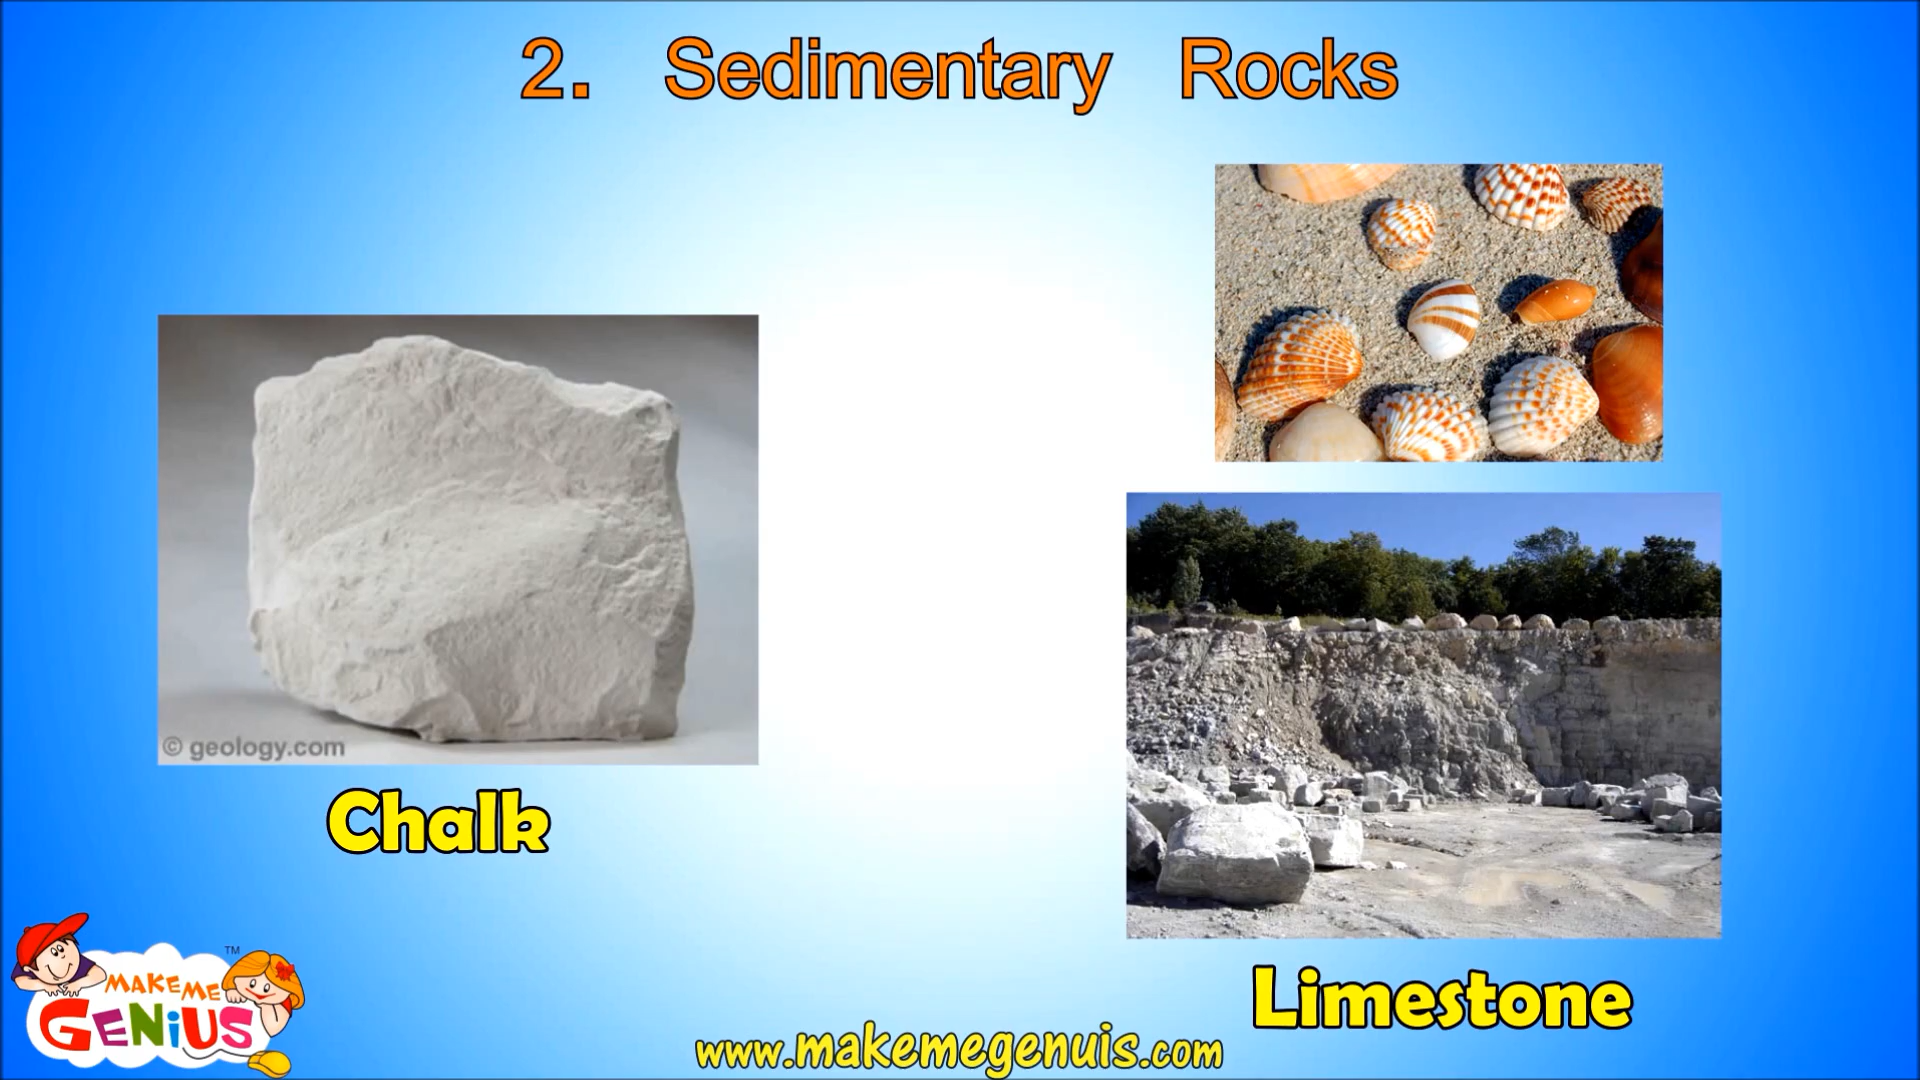 2. Sedimentary Rocks
© geology.com
Chalk
Limestone
MAKE ME
GENiUS
TM
www.makemegenuis.com